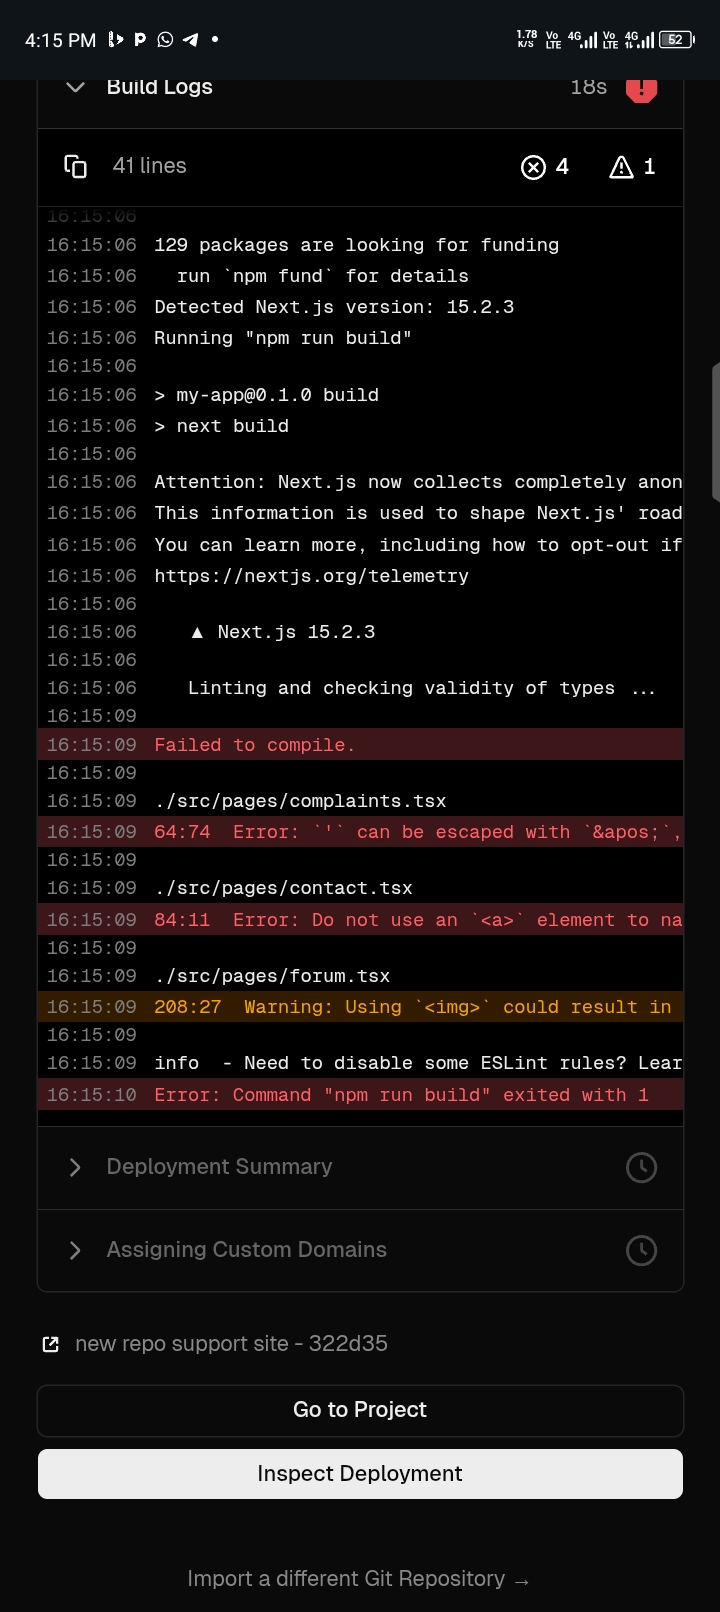 4:15 PM
1.78 K/S Vo LTE 4G Vo LTE 4G 52
Build Logs 18s
41 lines 4 1
16:15:06
16:15:06 129 packages are looking for funding
16:15:06 run `npm fund` for details
16:15:06 Detected Next.js version: 15.2.3
16:15:06 Running "npm run build"
16:15:06
16:15:06 > my-app@0.1.0 build
16:15:06 > next build
16:15:06
16:15:06 Attention: Next.js now collects completely anon
16:15:06 This information is used to shape Next.js' road
16:15:06 You can learn more, including how to opt-out if
16:15:06 https://nextjs.org/telemetry
16:15:06
16:15:06 ▲ Next.js 15.2.3
16:15:06
16:15:06 Linting and checking validity of types ...
16:15:09
16:15:09 Failed to compile.
16:15:09
16:15:09 ./src/pages/complaints.tsx
16:15:09 64:74 Error: `'` can be escaped with `&apos;`,
16:15:09
16:15:09 ./src/pages/contact.tsx
16:15:09 84:11 Error: Do not use an `<a>` element to na
16:15:09
16:15:09 ./src/pages/forum.tsx
16:15:09 208:27 Warning: Using `<img>` could result in
16:15:09
16:15:09 info - Need to disable some ESLint rules? Lear
16:15:10 Error: Command "npm run build" exited with 1
Deployment Summary
Assigning Custom Domains
new repo support site - 322d35
Go to Project
Inspect Deployment
Import a different Git Repository →